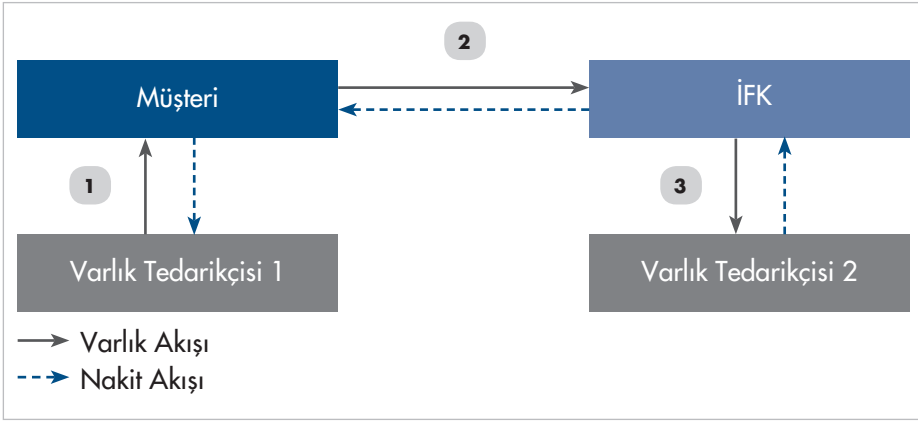 2
Müşteri
İFK
1
3
Varlık Tedarikçisi 1
Varlık Tedarikçisi 2
Varlık Akışı
Nakit Akışı